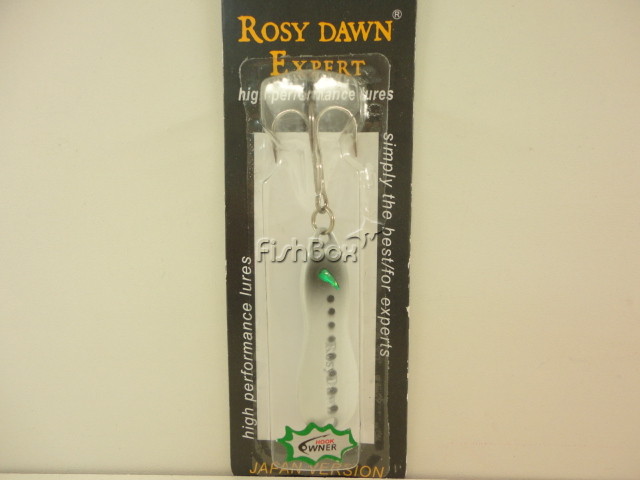 ROSY DAWN ®
EXPERT
high performance lures
simply the best/for experts
high performance lures
FishBox
HOOK
OWNER
JAPAN VERSION